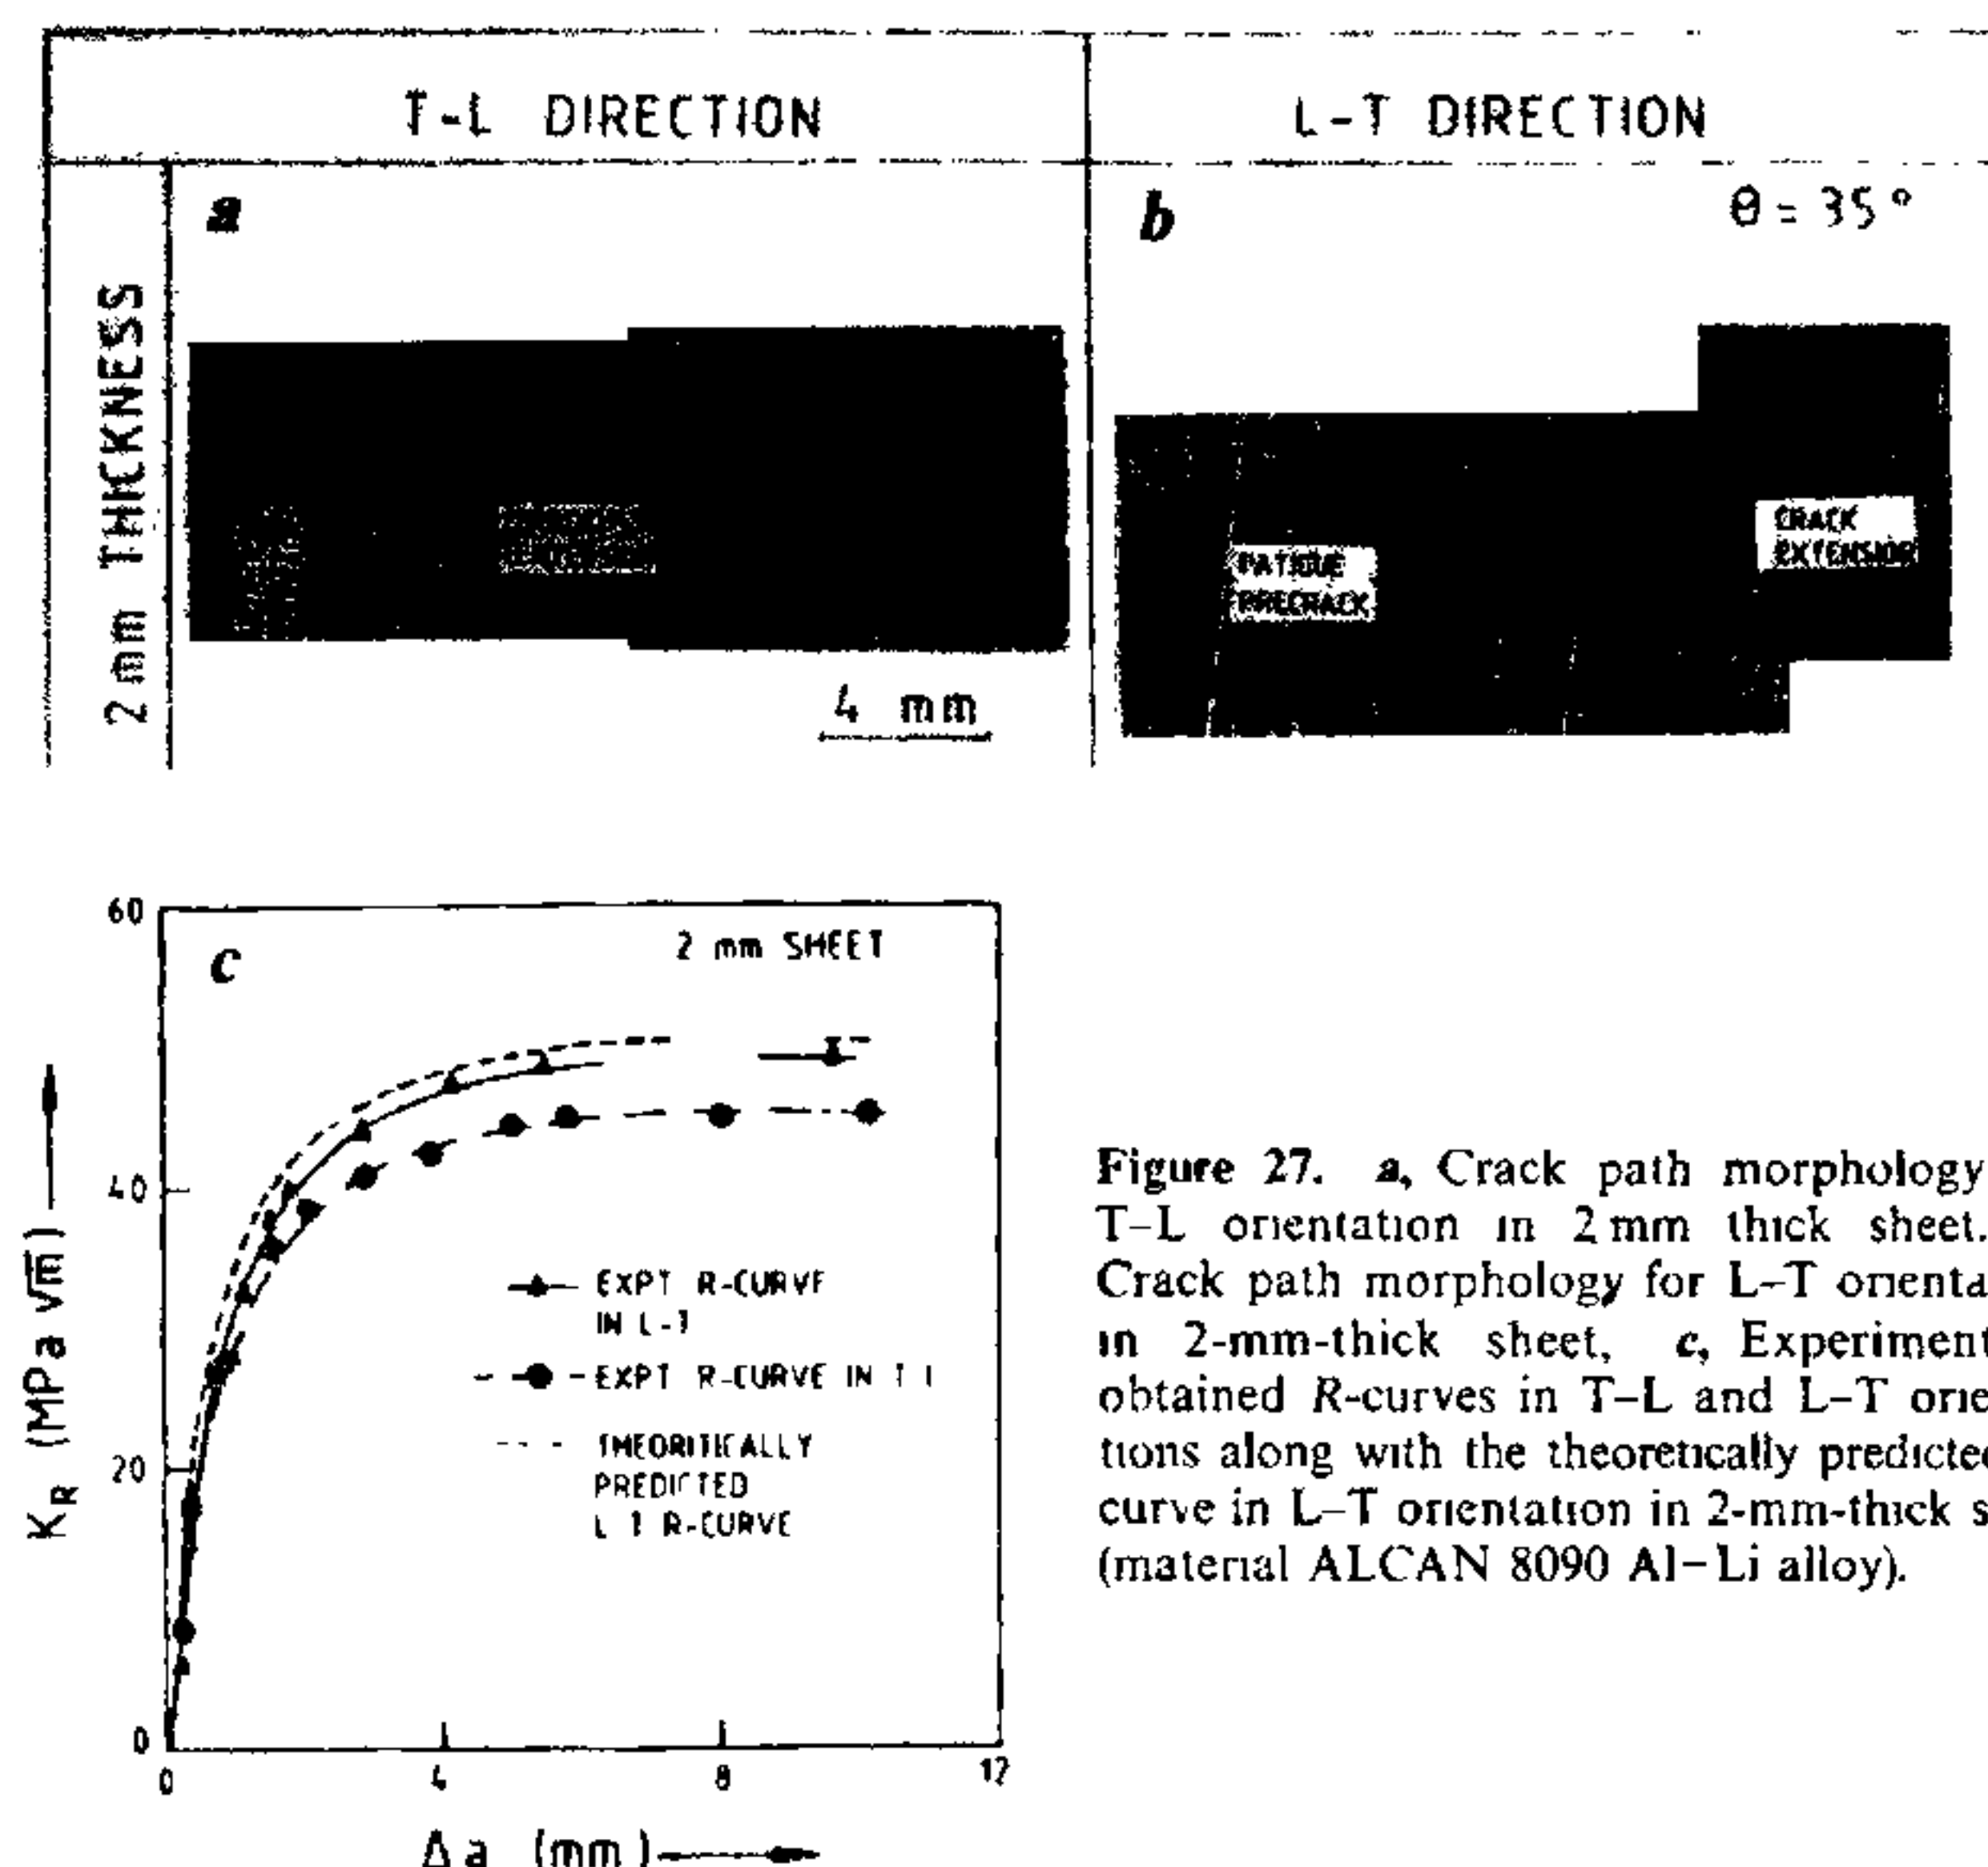 T-L DIRECTION
L-T DIRECTION
2 mm THICKNESS
a
4 mm
b
θ = 35°
FATIGUE
PRECRACK
CRACK
EXTENSION
60
40
20
0
KR (MPa √m)
c
2 mm SHEET
EXPT R-CURVE
IN L-T
EXPT R-CURVE IN T L
THEORITICALLY
PREDICTED
L T R-CURVE
0
4
8
12
Δa (mm)
Figure 27. a, Crack path morphology
T–L orientation in 2 mm thick sheet.
Crack path morphology for L–T orienta
in 2-mm-thick sheet, c, Experiment
obtained R-curves in T–L and L–T orie
tions along with the theoretically predicted
curve in L–T orientation in 2-mm-thick s
(material ALCAN 8090 Al–Li alloy).